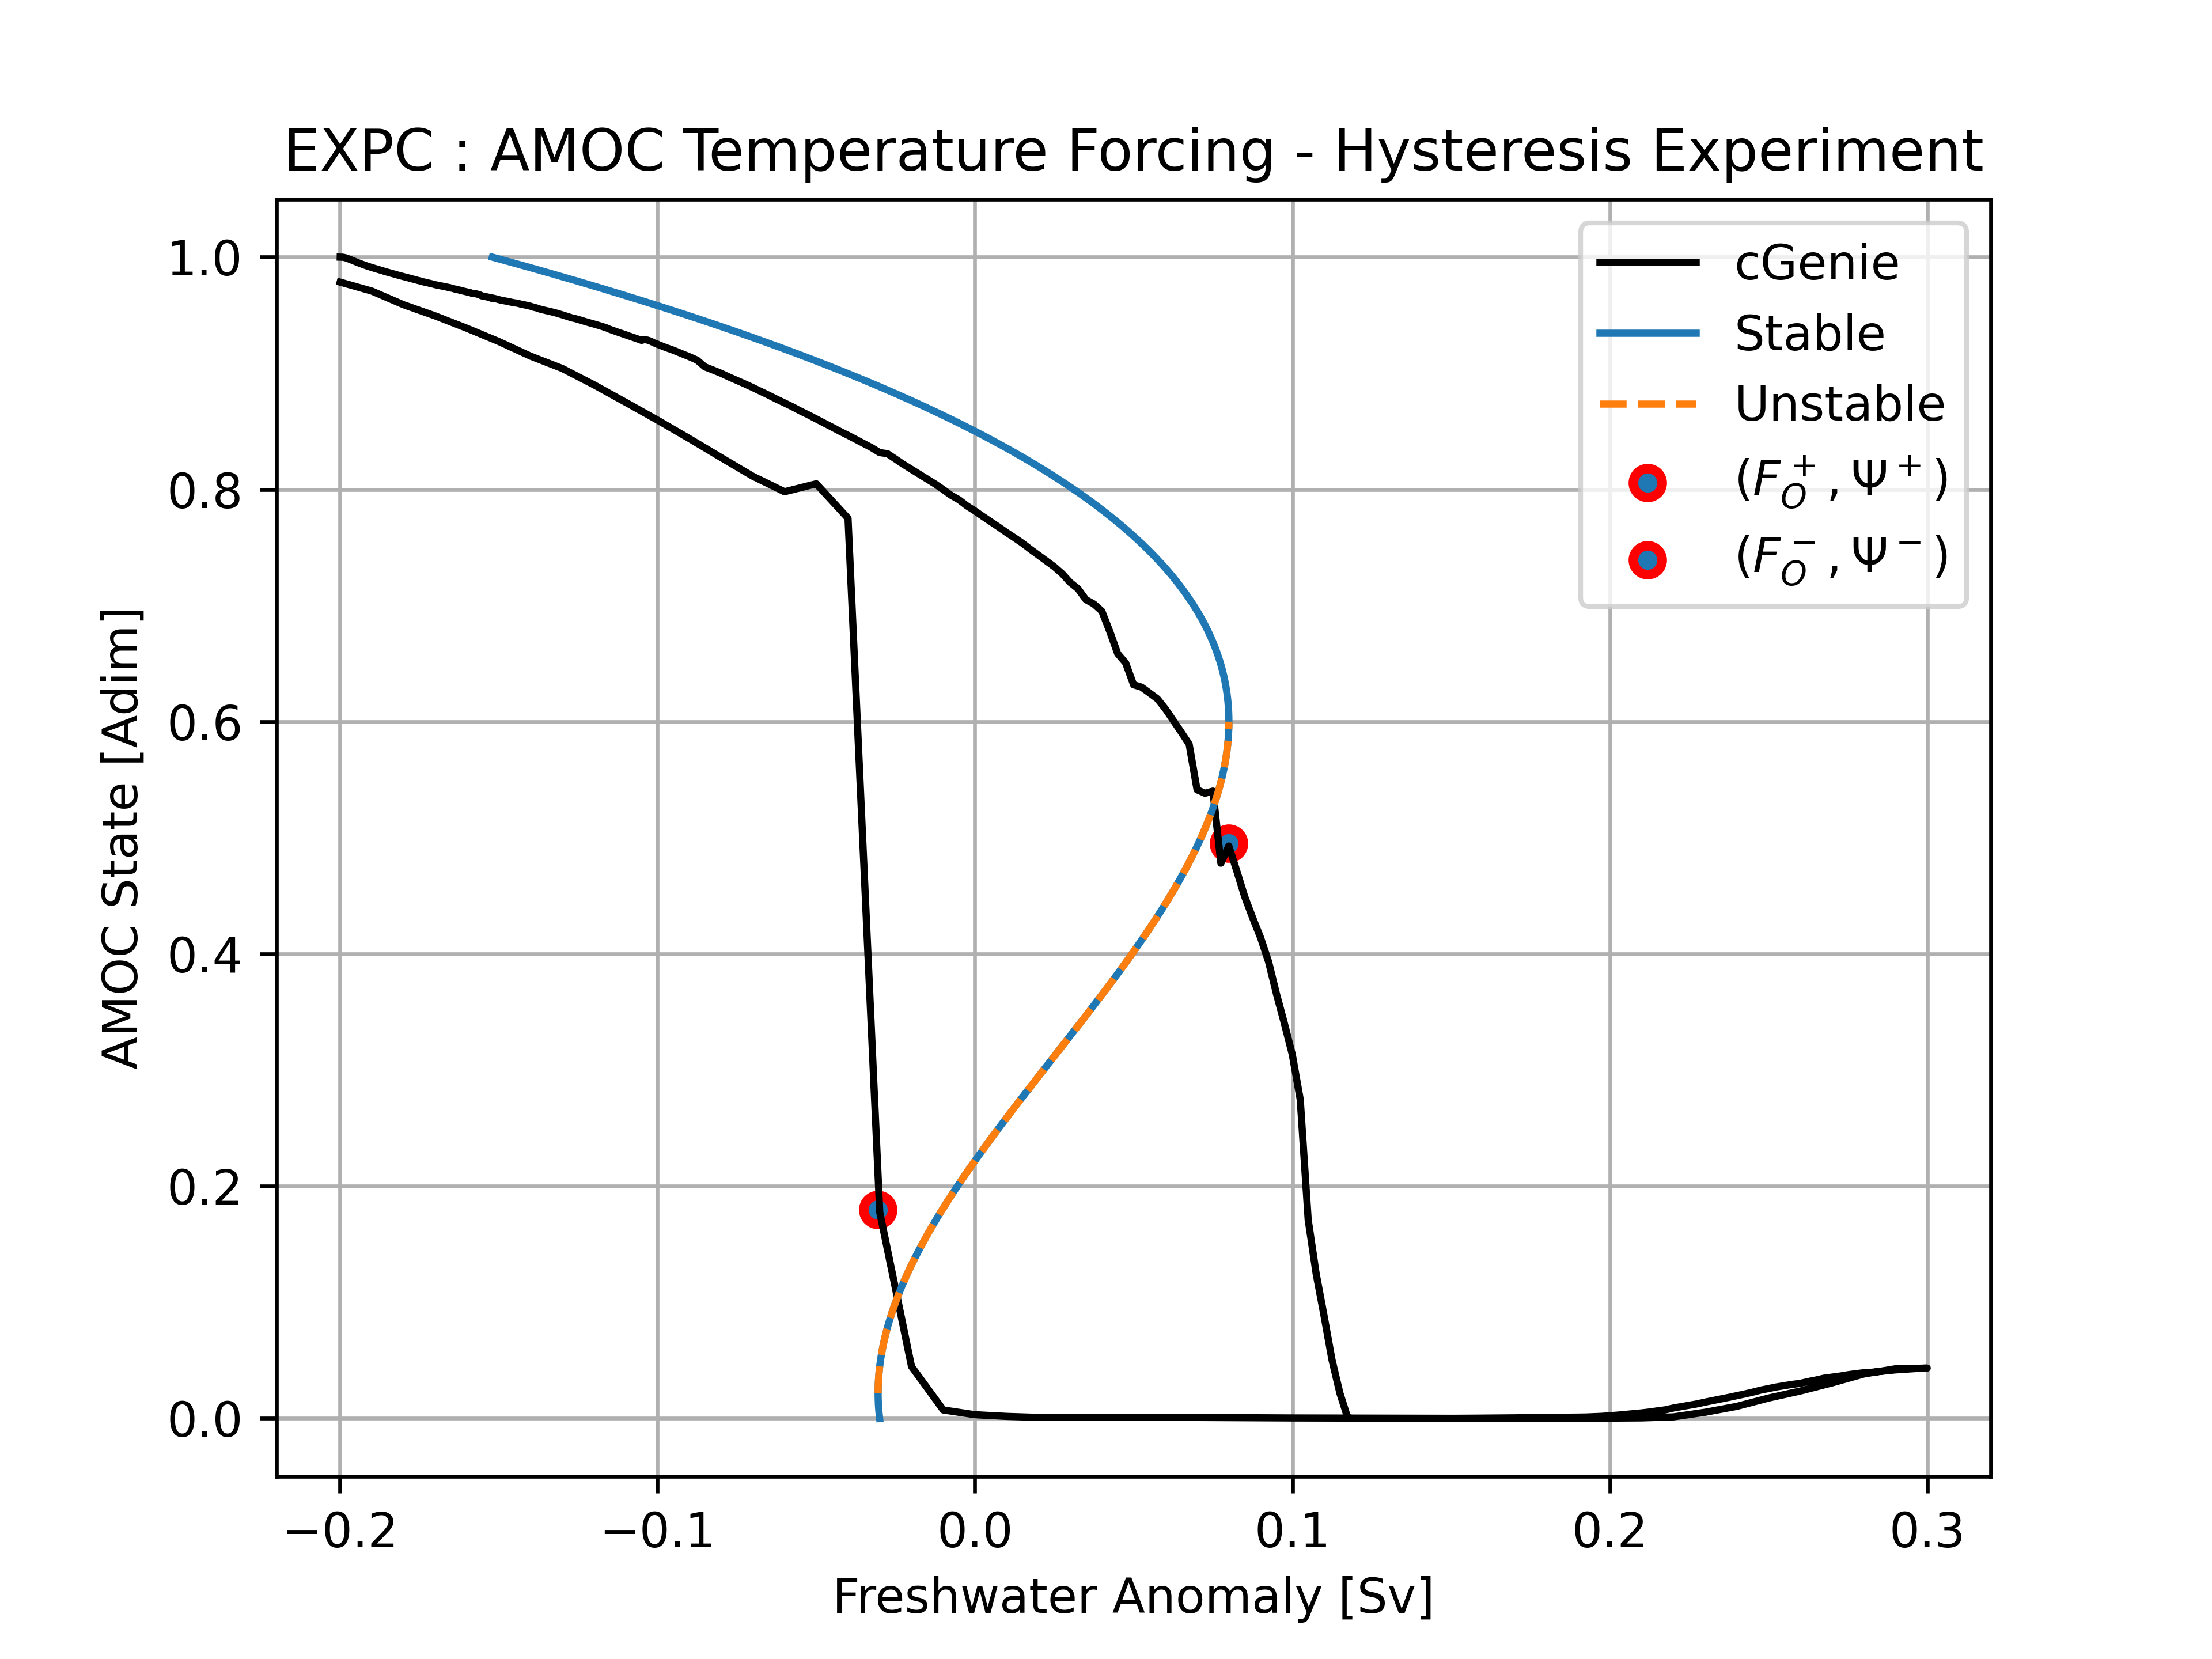 EXPC : AMOC Temperature Forcing - Hysteresis Experiment
cGenie
Stable
Unstable
(F_O^+, Ψ^+)
(F_O^−, Ψ^−)
1.0
0.8
0.6
0.4
0.2
0.0
AMOC State [Adim]
−0.2 −0.1 0.0 0.1 0.2 0.3
Freshwater Anomaly [Sv]